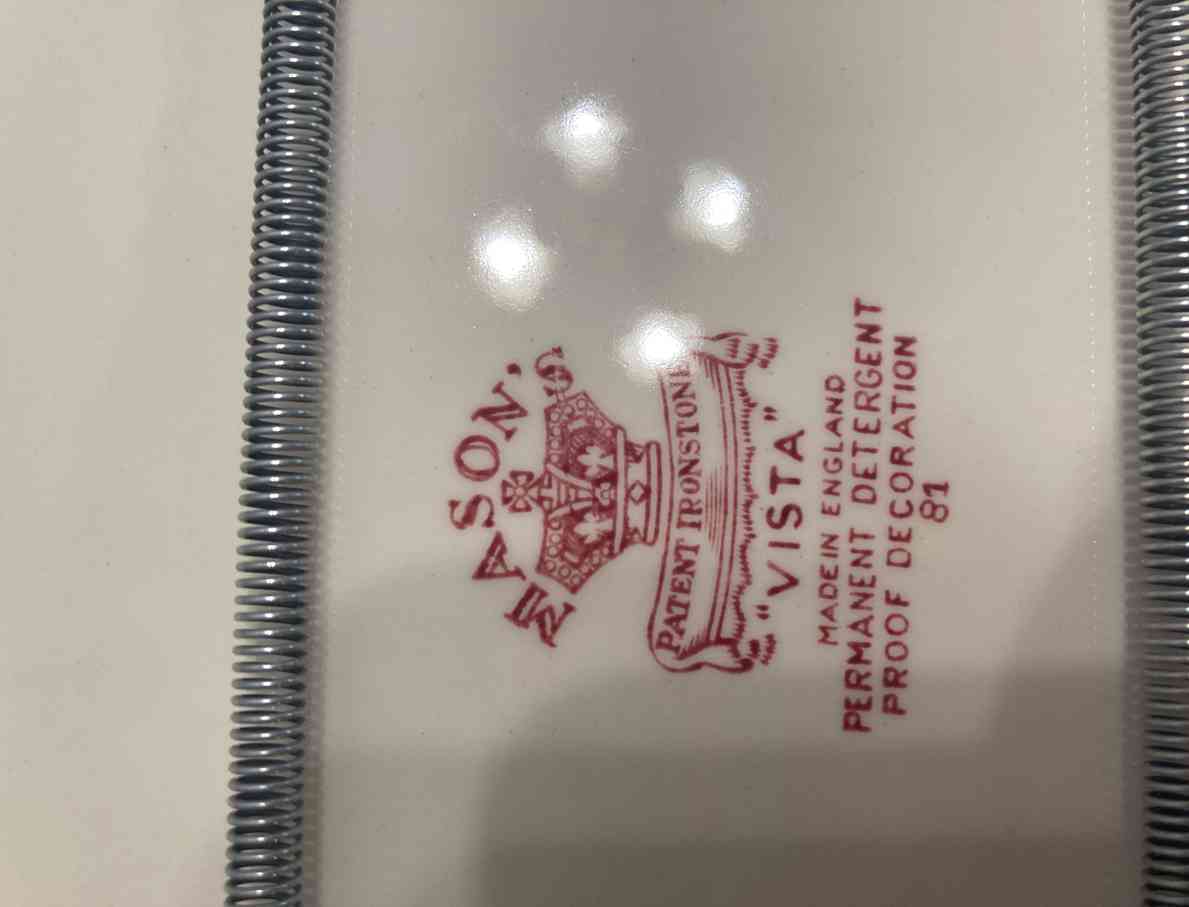 MASON'S
PATENT IRONSTONE
"VISTA"
MADE IN ENGLAND
PERMANENT DETERGENT
PROOF DECORATION
81